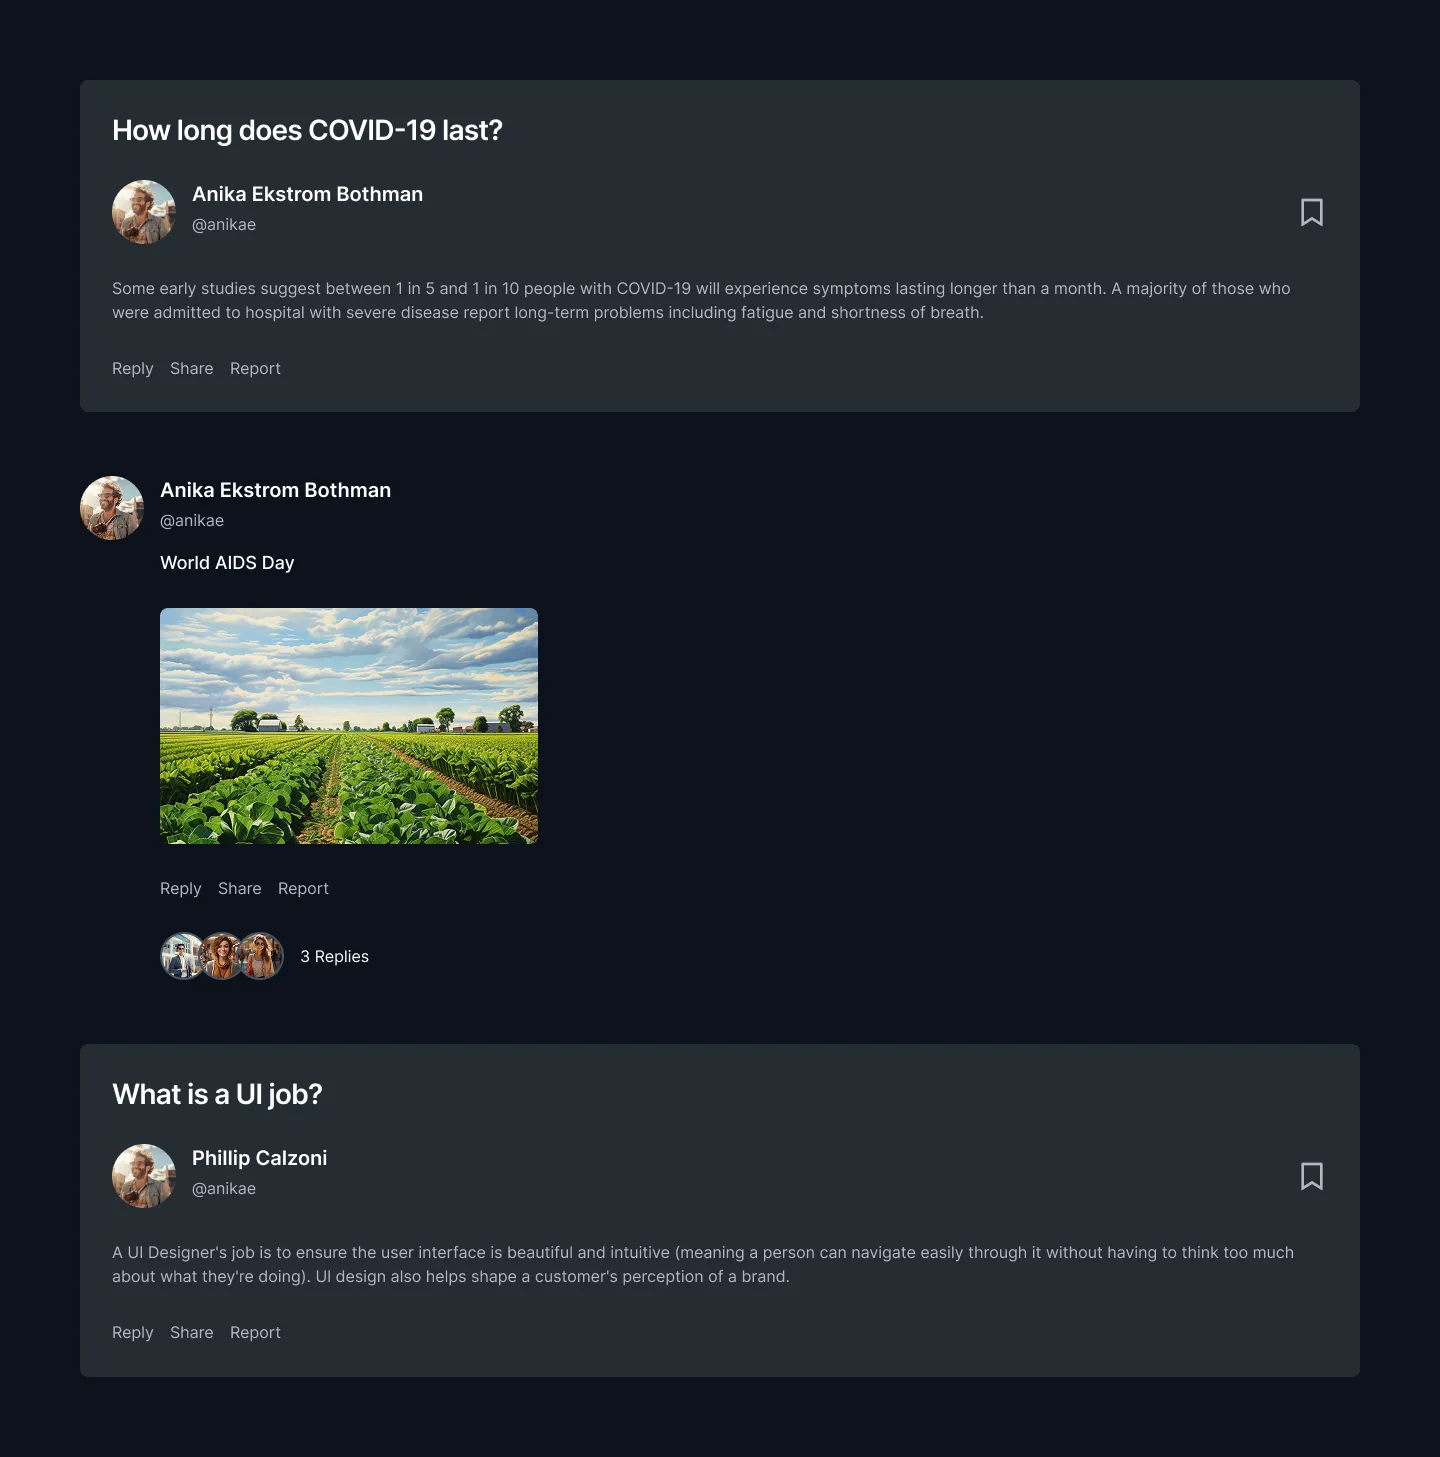 How long does COVID-19 last?
Anika Ekstrom Bothman
@anikae
Some early studies suggest between 1 in 5 and 1 in 10 people with COVID-19 will experience symptoms lasting longer than a month. A majority of those who
were admitted to hospital with severe disease report long-term problems including fatigue and shortness of breath.
Reply Share Report
Anika Ekstrom Bothman
@anikae
World AIDS Day
Reply Share Report
3 Replies
What is a UI job?
Phillip Calzoni
@anikae
A UI Designer's job is to ensure the user interface is beautiful and intuitive (meaning a person can navigate easily through it without having to think too much
about what they're doing). UI design also helps shape a customer's perception of a brand.
Reply Share Report